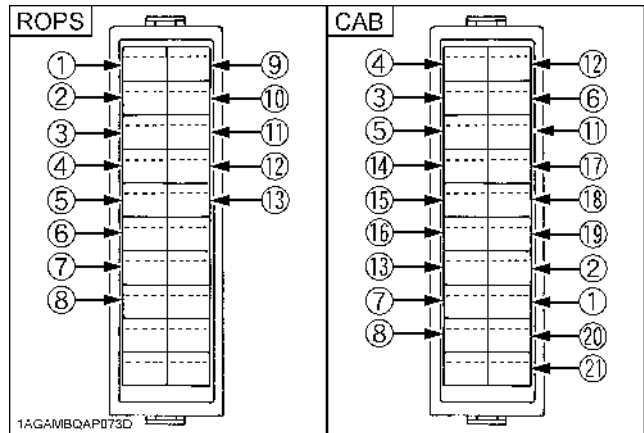 ROPS CAB
① ⑨ ④ ⑫
② ⑩ ③ ⑥
③ ⑪ ⑤ ⑪
④ ⑫ ⑭ ⑰
⑤ ⑬ ⑮ ⑱
⑥ ⑯ ⑲
⑦ ⑬ ②
⑧ ⑦ ①
⑧ ⑳
㉑
1AGAMBQAP073D